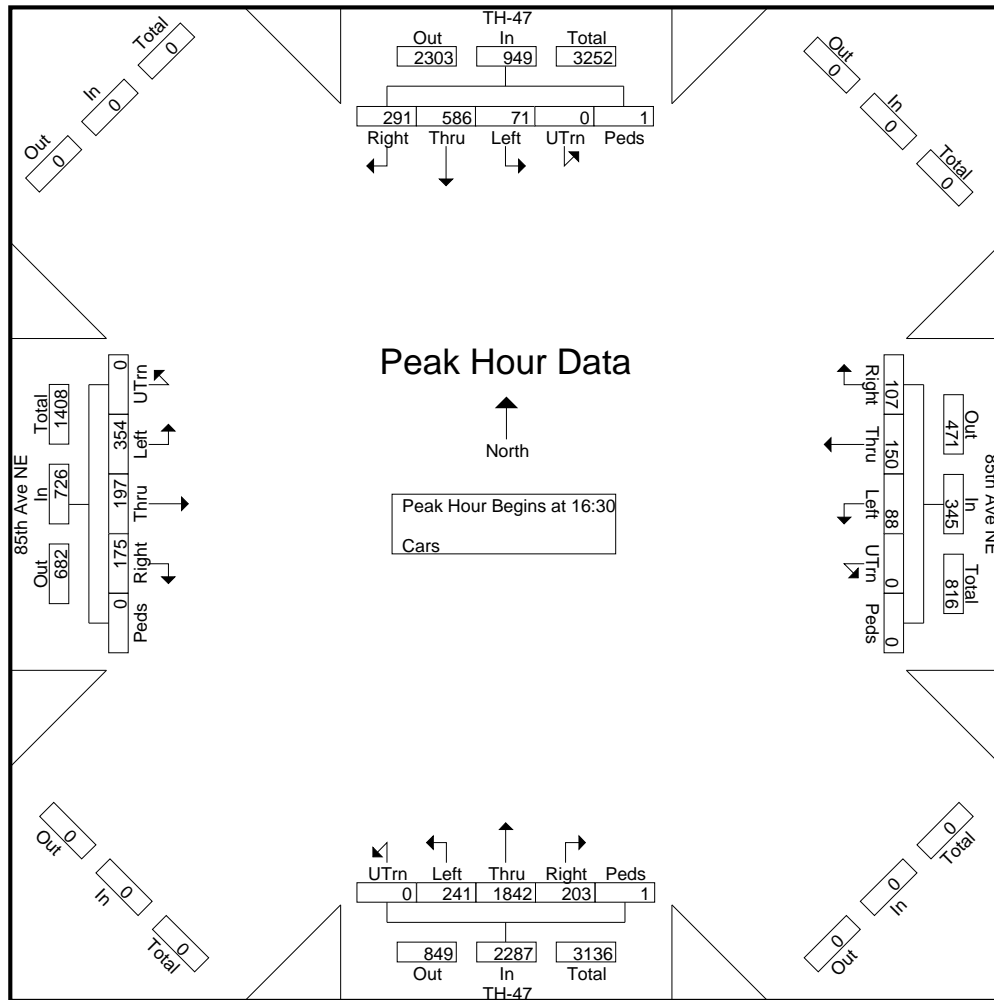 TH-47
Out In Total
2303 949 3252
291 586 71 0 1
Right Thru Left UTrn Peds
Total
0
In
0
Out
0
Out
0
In
0
Total
0
Peak Hour Data
North
Peak Hour Begins at 16:30
Cars
85th Ave NE
Total In Out
1408 726 682
0 354 197 175 0
UTrn Left Thru Right Peds
Right Thru Left UTrn Peds
107 150 88 0 0
Out In Total
471 345 816
85th Ave NE
Out
0
In
0
Total
0
Total
0
In
0
Out
0
UTrn Left Thru Right Peds
0 241 1842 203 1
849 2287 3136
Out In Total
TH-47